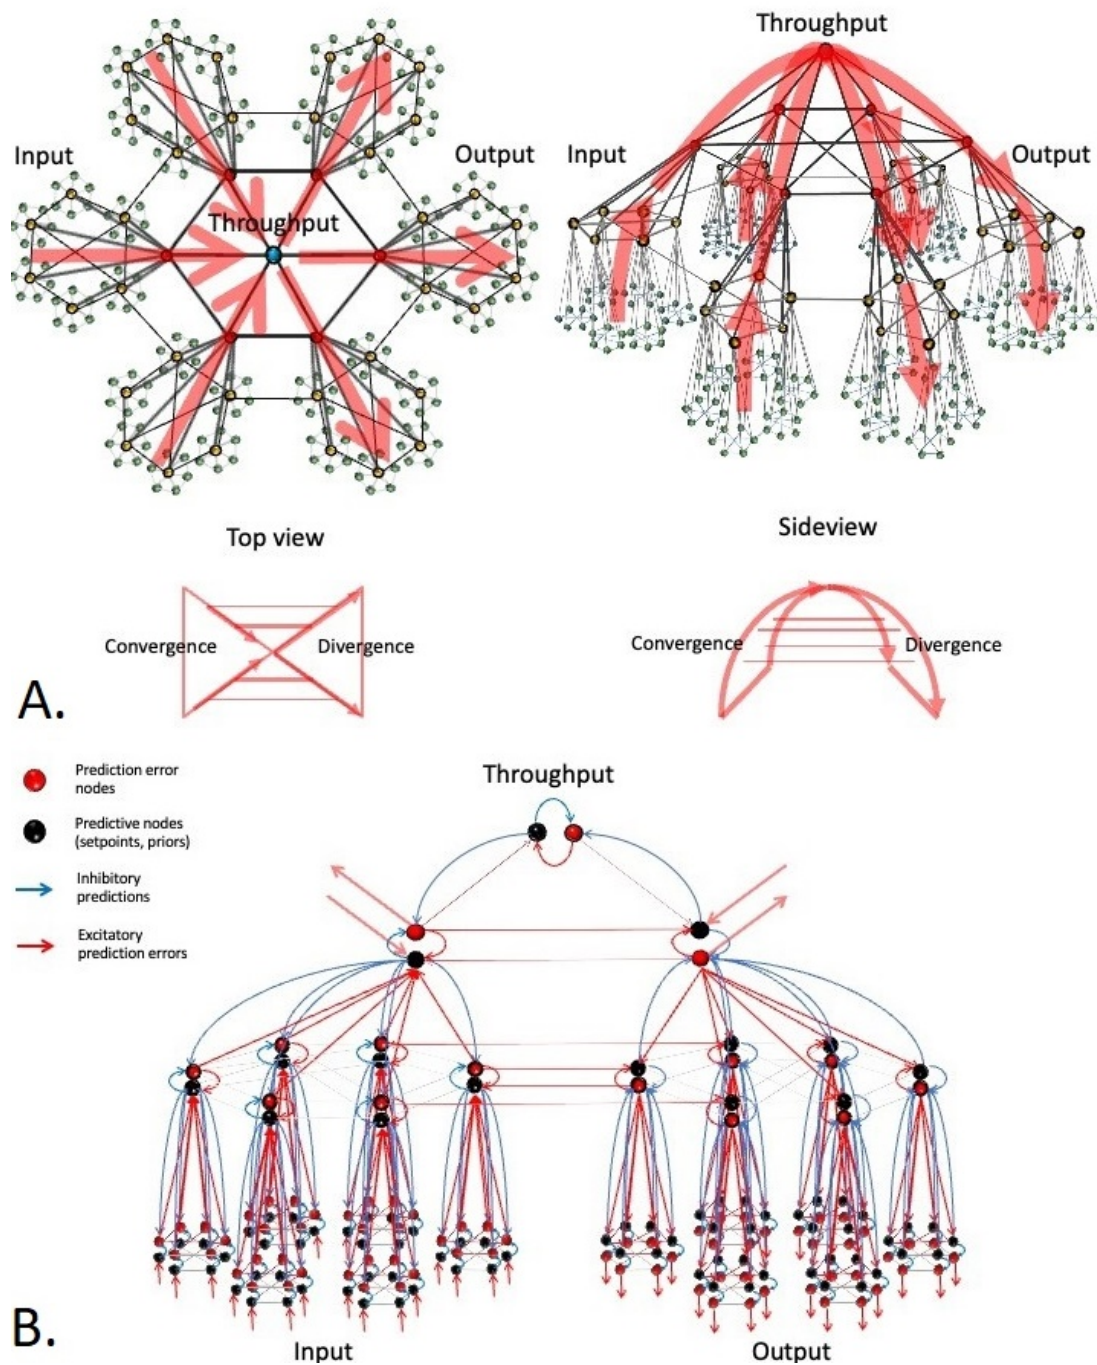 Throughput
Input
Output
Throughput
Input
Output
Top view
Sideview
Convergence
Divergence
Convergence
Divergence
A.
Prediction error
nodes
Predictive nodes
(setpoints, priors)
Inhibitory
predictions
Excitatory
prediction errors
Throughput
B.
Input
Output